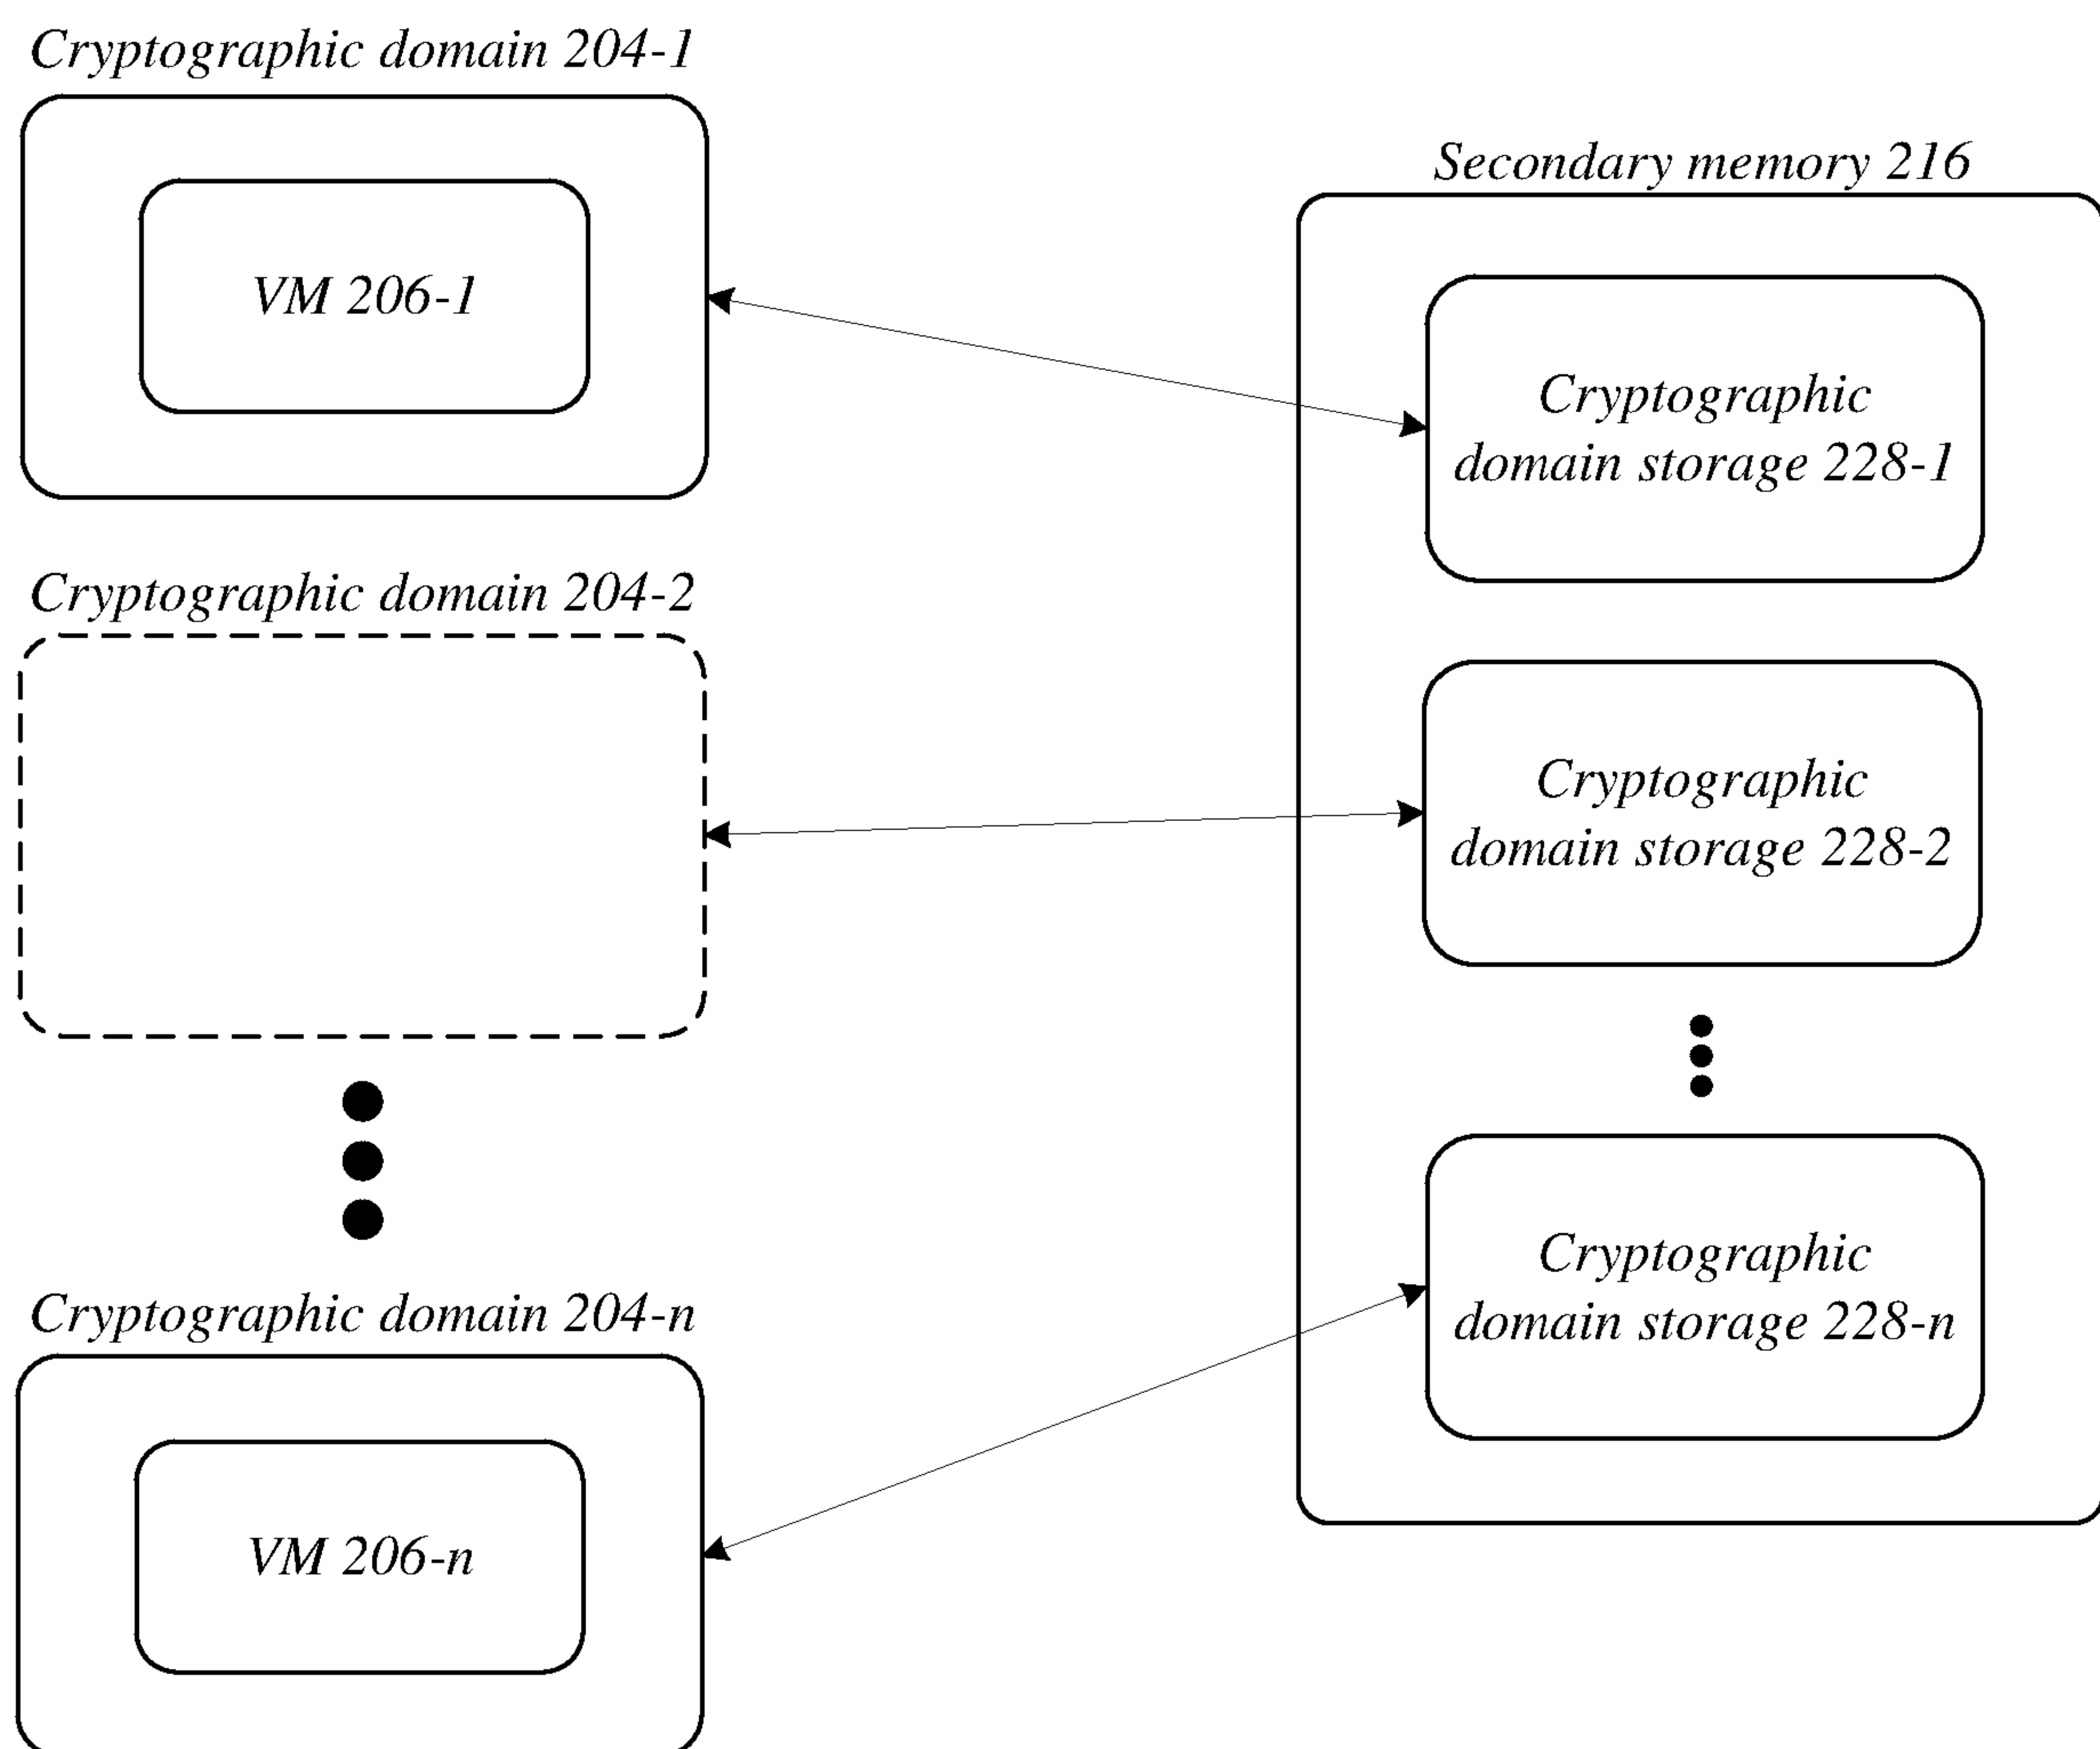 Cryptographic domain 204-1
VM 206-1
Cryptographic domain 204-2
Cryptographic domain 204-n
VM 206-n
Secondary memory 216
Cryptographic
domain storage 228-1
Cryptographic
domain storage 228-2
Cryptographic
domain storage 228-n